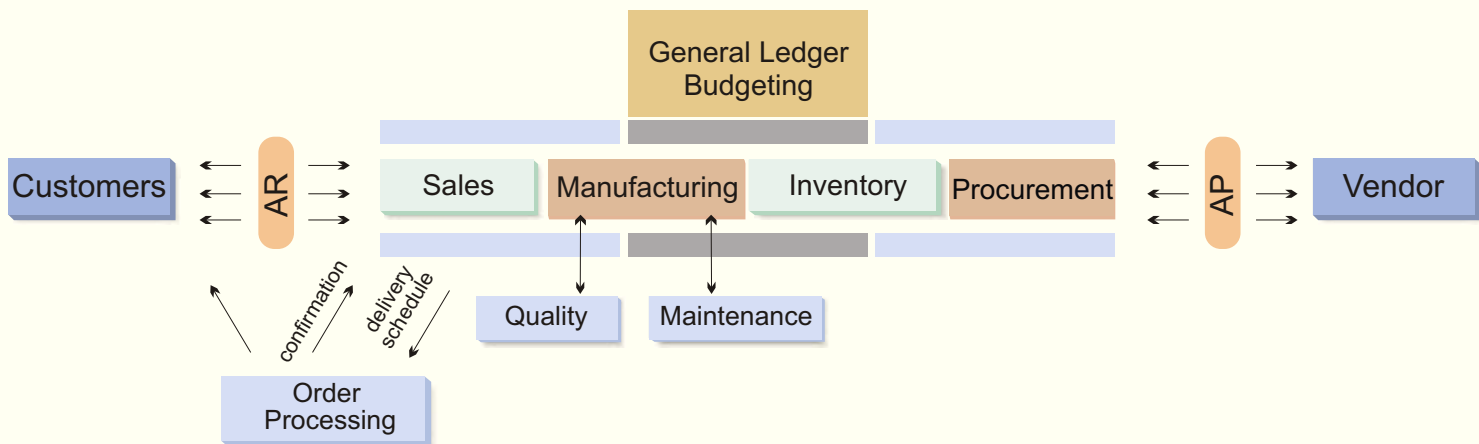 General Ledger
Budgeting
Customers
AR
Sales
Manufacturing
Inventory
Procurement
AP
Vendor
confirmation
delivery
schedule
Quality
Maintenance
Order
Processing